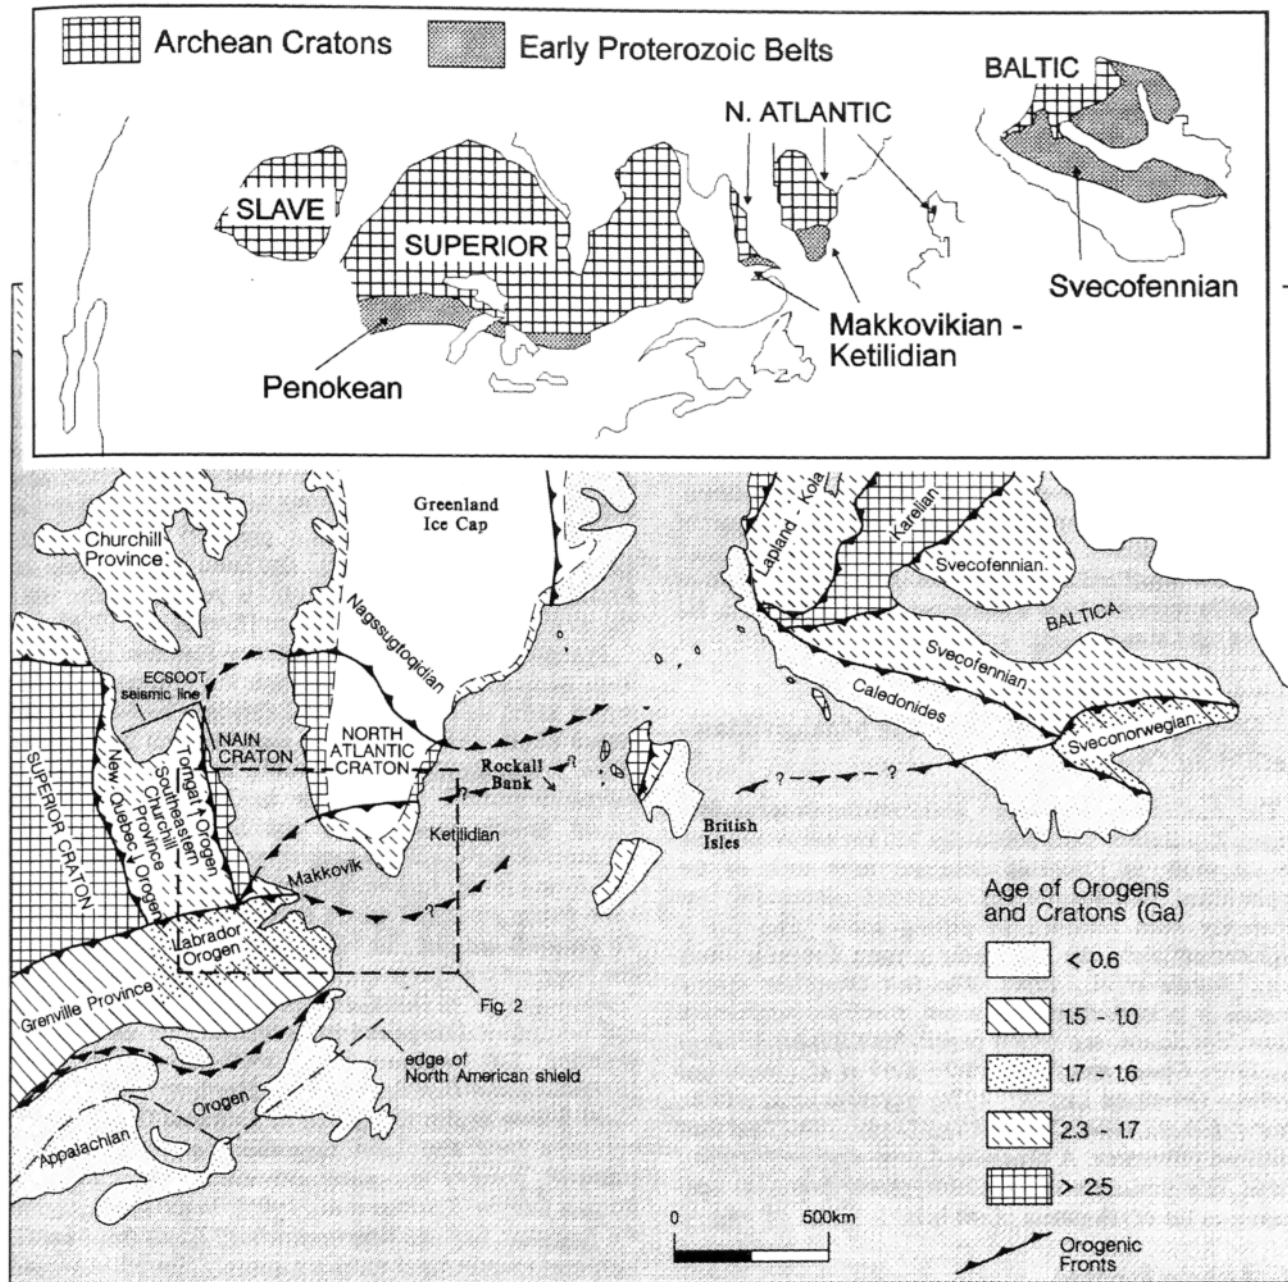 Archean Cratons
Early Proterozoic Belts
BALTIC
N. ATLANTIC
SLAVE
SUPERIOR
Svecofennian
Makkovikian -
Ketilidian
Penokean
Greenland
Ice Cap
Churchill
Province
Lapland - Kola
Karelian
Svecofennian
BALTICA
Nagssugtoqidian
ECSOOT
seismic line
Svecofennian
Caledonides
NAIN
CRATON
NORTH
ATLANTIC
CRATON
Sveconorwegian
SUPERIOR CRATON
New Quebec Orogen
Southeastern
Churchill
Province
Torngat Orogen
Rockall
Bank
?
?
?
?
?
British
Isles
Ketilidian
Makkovik
?
Labrador
Orogen
Grenville Province
Fig. 2
edge of
North American shield
Orogen
Appalachian
Age of Orogens
and Cratons (Ga)
< 0.6
1.5 - 1.0
1.7 - 1.6
2.3 - 1.7
> 2.5
0 500km
Orogenic
Fronts